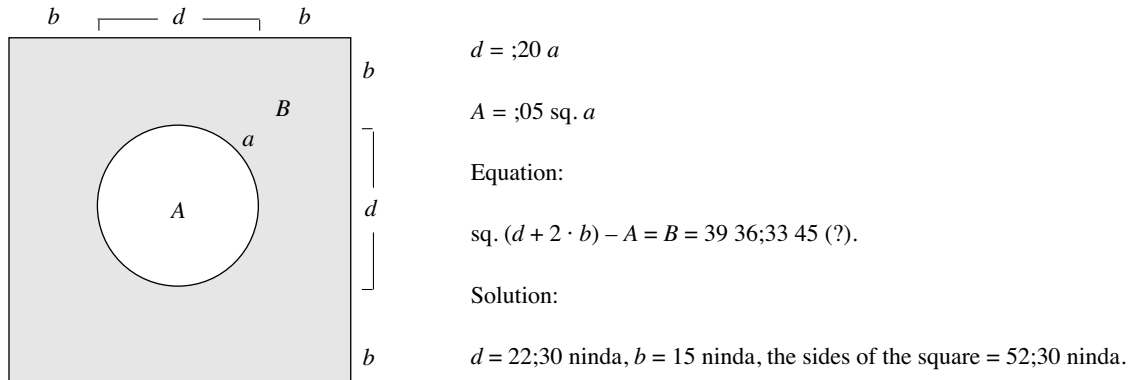 b d b
d = ;20 a
b
A = ;05 sq. a
B
a
Equation:
A
d
sq. (d + 2 · b) – A = B = 39 36;33 45 (?).
Solution:
b
d = 22;30 ninda, b = 15 ninda, the sides of the square = 52;30 ninda.